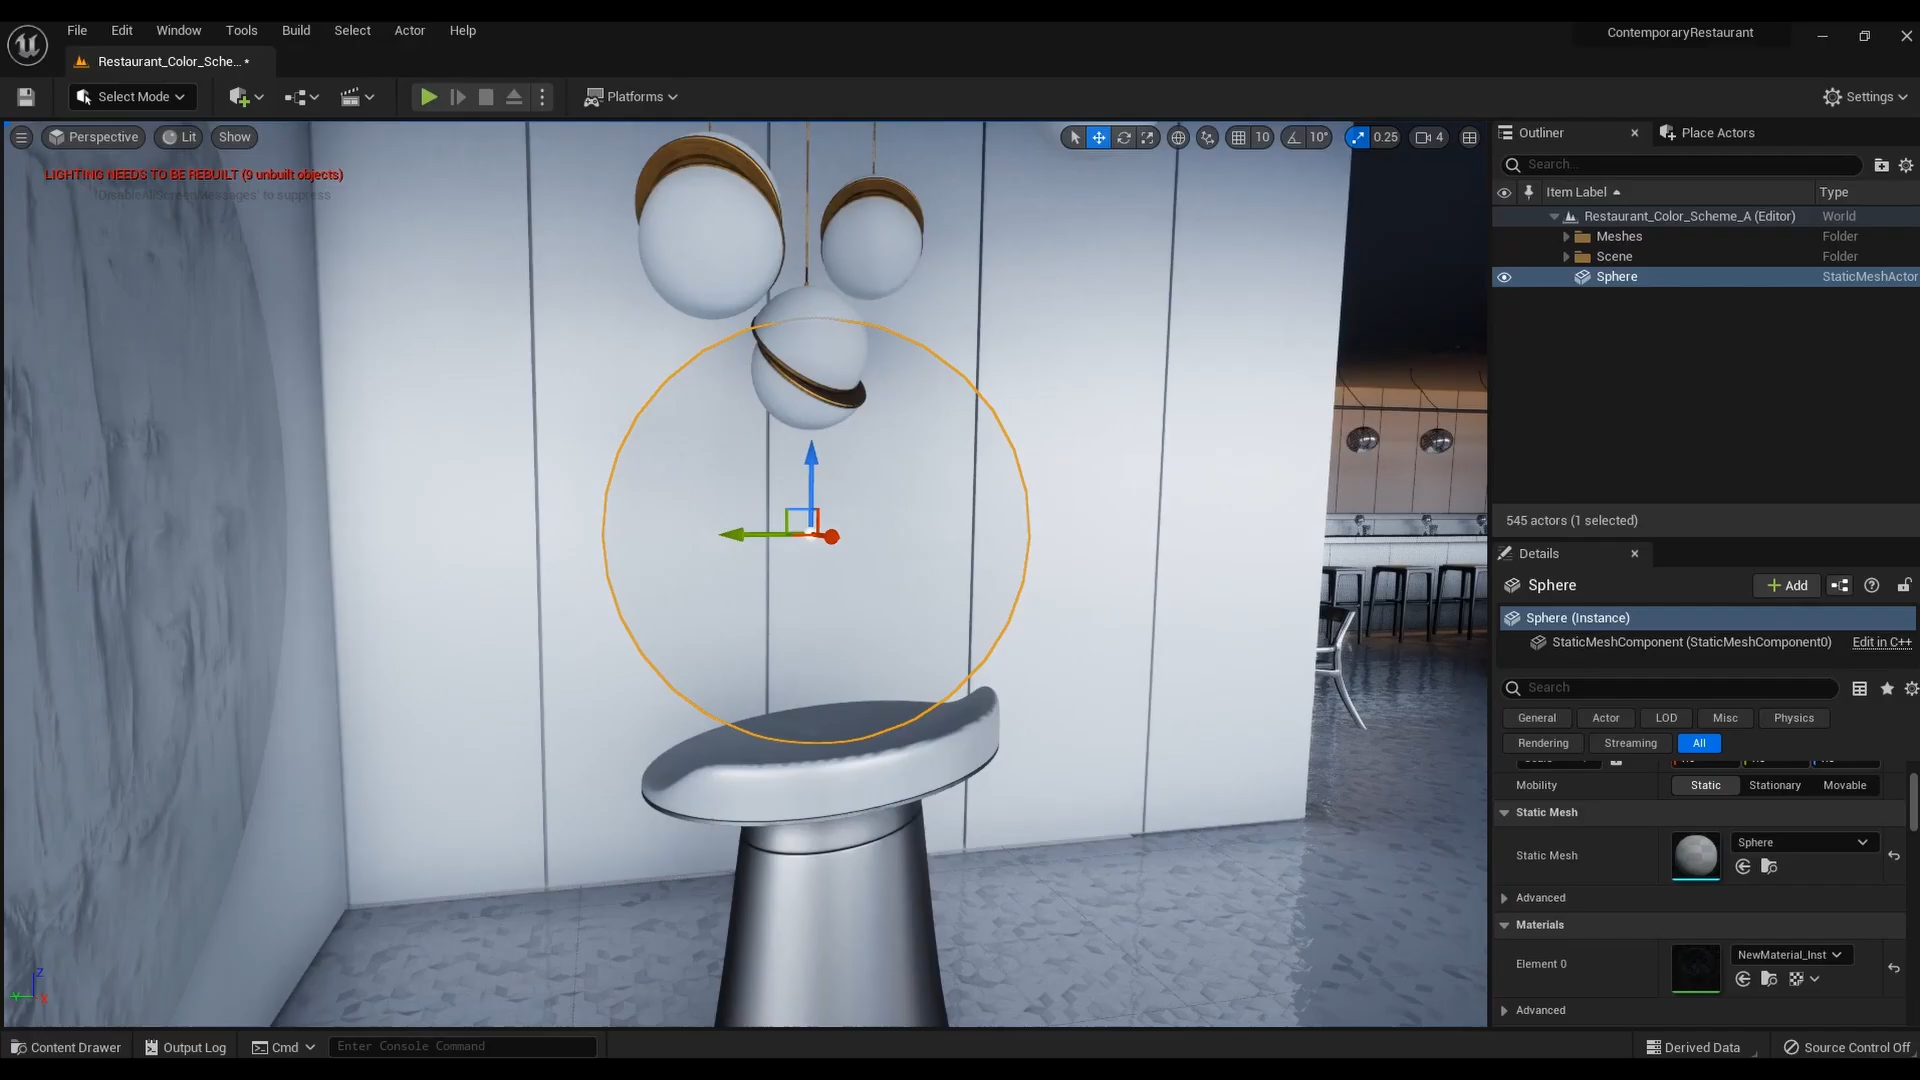 File Edit Window Tools Build Select Actor Help
ContemporaryRestaurant
Restaurant_Color_Sche... •
Select Mode
Platforms
Settings
Perspective Lit Show
10 10° 0.25 4
LIGHTING NEEDS TO BE REBUILT (9 unbuilt objects)
'DisableAllScreenMessages' to suppress
Outliner
Place Actors
Search...
Item Label Type
Restaurant_Color_Scheme_A (Editor) World
Meshes Folder
Scene Folder
Sphere StaticMeshActor
545 actors (1 selected)
Details
Sphere
Add
Sphere (Instance)
StaticMeshComponent (StaticMeshComponent0) Edit in C++
Search
General Actor LOD Misc Physics
Rendering Streaming All
Mobility Static Stationary Movable
Static Mesh
Static Mesh Sphere
Advanced
Materials
Element 0 NewMaterial_Inst
Advanced
Z
Y X
Content Drawer Output Log Cmd Enter Console Command
Derived Data Source Control Off